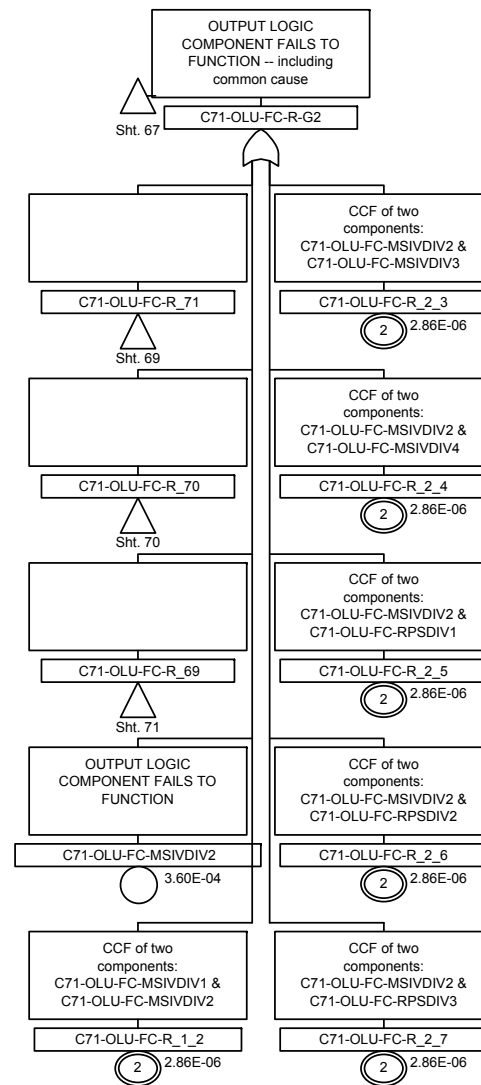 OUTPUT LOGIC
COMPONENT FAILS TO
FUNCTION -- including
common cause
Sht. 67
C71-OLU-FC-R-G2
C71-OLU-FC-R_71
Sht. 69
CCF of two
components:
C71-OLU-FC-MSIVDIV2 &
C71-OLU-FC-MSIVDIV3
C71-OLU-FC-R_2_3
2
2.86E-06
C71-OLU-FC-R_70
Sht. 70
CCF of two
components:
C71-OLU-FC-MSIVDIV2 &
C71-OLU-FC-MSIVDIV4
C71-OLU-FC-R_2_4
2
2.86E-06
C71-OLU-FC-R_69
Sht. 71
CCF of two
components:
C71-OLU-FC-MSIVDIV2 &
C71-OLU-FC-RPSDIV1
C71-OLU-FC-R_2_5
2
2.86E-06
OUTPUT LOGIC
COMPONENT FAILS TO
FUNCTION
C71-OLU-FC-MSIVDIV2
3.60E-04
CCF of two
components:
C71-OLU-FC-MSIVDIV2 &
C71-OLU-FC-RPSDIV2
C71-OLU-FC-R_2_6
2
2.86E-06
CCF of two
components:
C71-OLU-FC-MSIVDIV1 &
C71-OLU-FC-MSIVDIV2
C71-OLU-FC-R_1_2
2
2.86E-06
CCF of two
components:
C71-OLU-FC-MSIVDIV2 &
C71-OLU-FC-RPSDIV3
C71-OLU-FC-R_2_7
2
2.86E-06